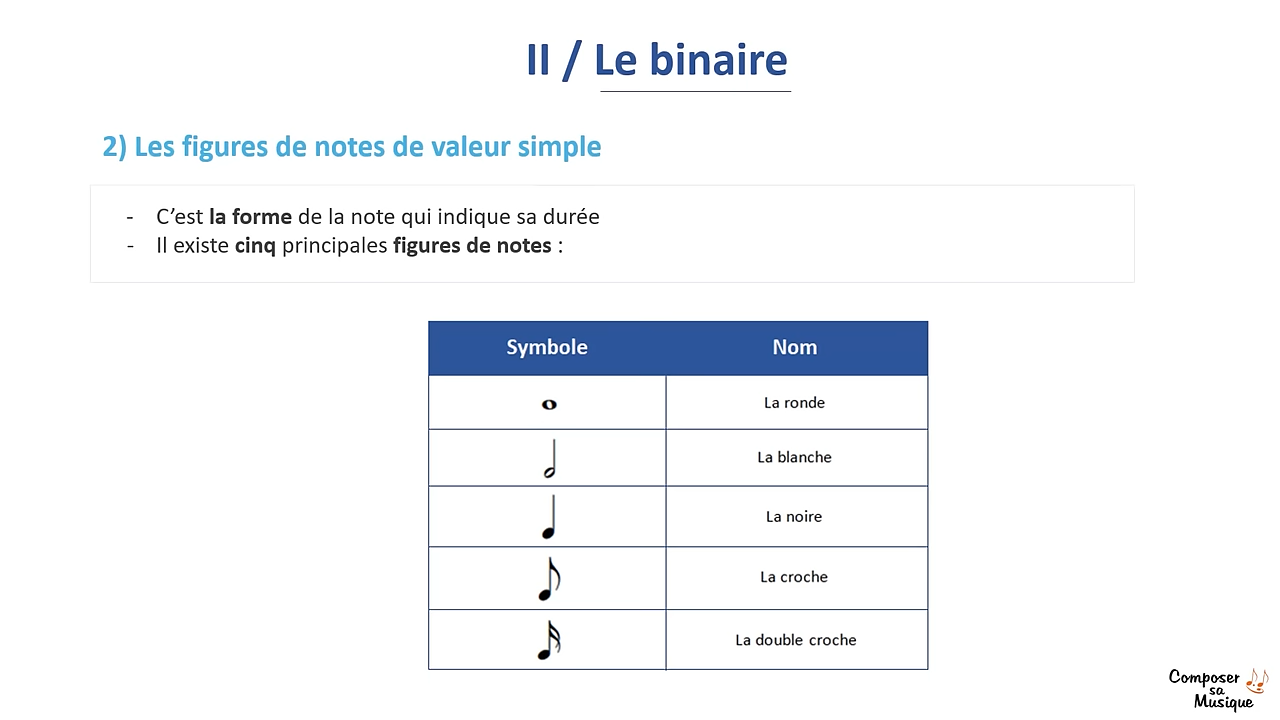 II / Le binaire
2) Les figures de notes de valeur simple
- C’est la forme de la note qui indique sa durée
- Il existe cinq principales figures de notes :
Symbole Nom
La ronde
La blanche
La noire
La croche
La double croche
Composer
sa
Musique